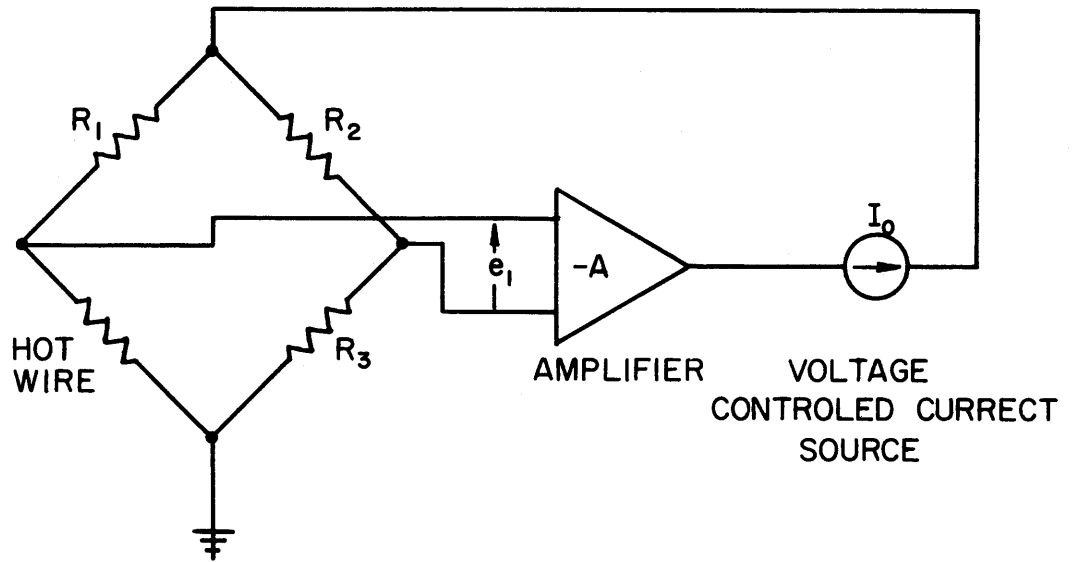 R1
R2
I0
e1
-A
HOT
WIRE
R3
AMPLIFIER
VOLTAGE
CONTROLED CURRECT
SOURCE